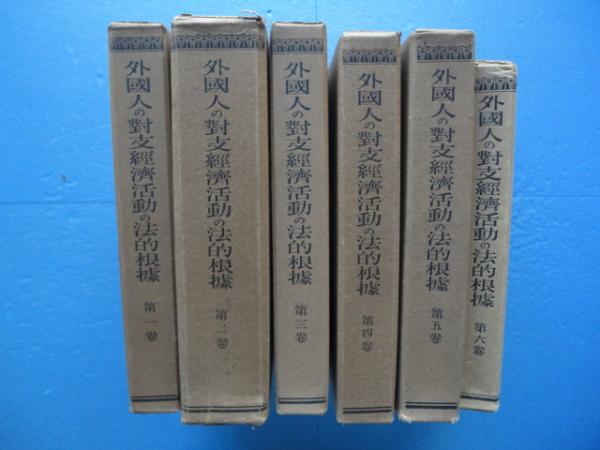 外國人の對支經濟活動の法的根據
第一卷
外國人の對支經濟活動の法的根據
第二卷
外國人の對支經濟活動の法的根據
第三卷
外國人の對支經濟活動の法的根據
第四卷
外國人の對支經濟活動の法的根據
第五卷
外國人の對支經濟活動の法的根據
第六卷